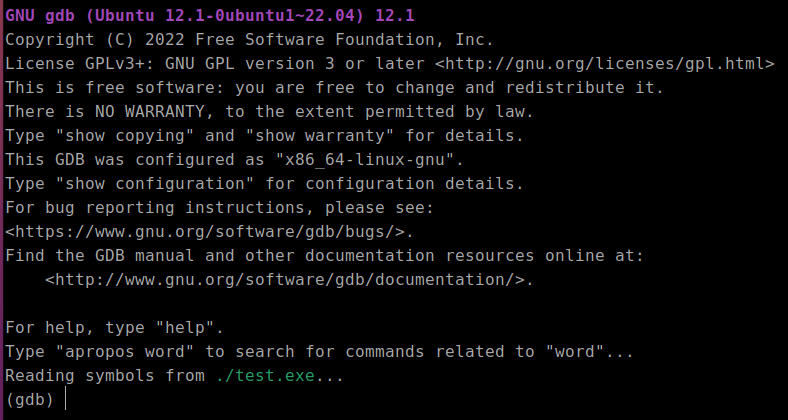 GNU gdb (Ubuntu 12.1-0ubuntu1~22.04) 12.1
Copyright (C) 2022 Free Software Foundation, Inc.
License GPLv3+: GNU GPL version 3 or later <http://gnu.org/licenses/gpl.html>
This is free software: you are free to change and redistribute it.
There is NO WARRANTY, to the extent permitted by law.
Type "show copying" and "show warranty" for details.
This GDB was configured as "x86_64-linux-gnu".
Type "show configuration" for configuration details.
For bug reporting instructions, please see:
<https://www.gnu.org/software/gdb/bugs/>.
Find the GDB manual and other documentation resources online at:
    <http://www.gnu.org/software/gdb/documentation/>.

For help, type "help".
Type "apropos word" to search for commands related to "word"...
Reading symbols from ./test.exe...
(gdb)